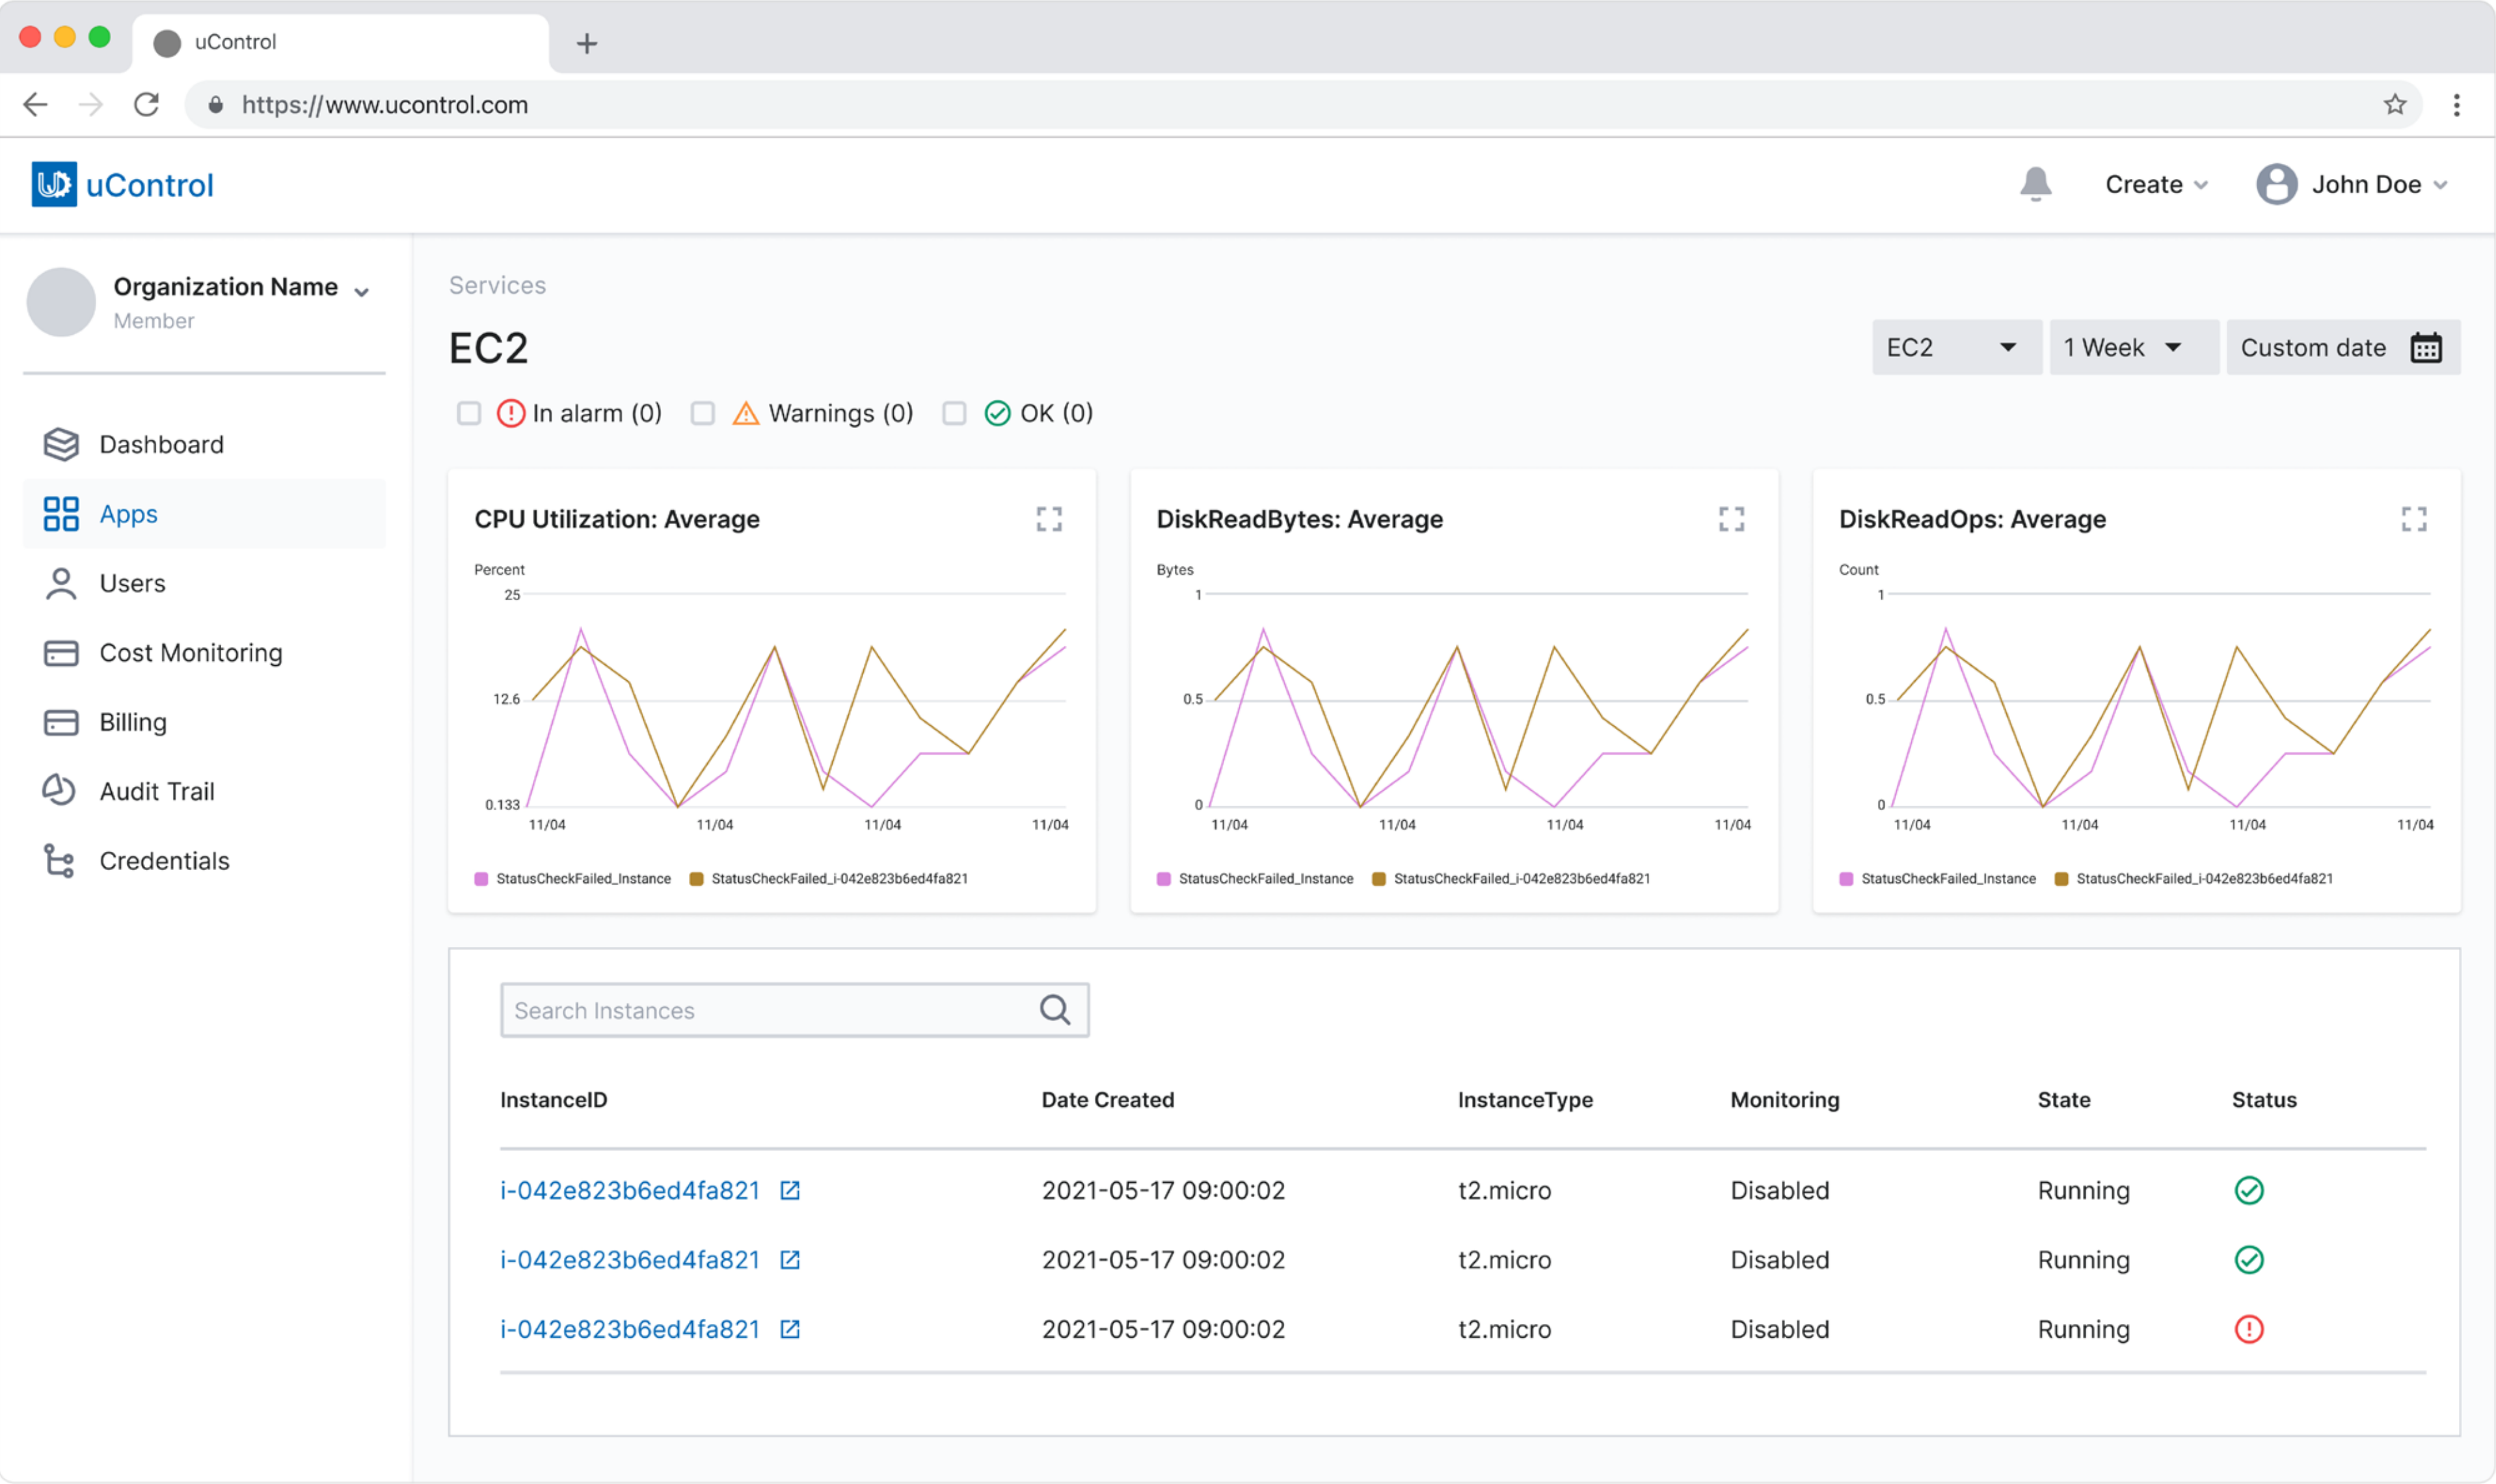 uControl
https://www.ucontrol.com
uControl
Create
John Doe
Organization Name
Member
Dashboard
Apps
Users
Cost Monitoring
Billing
Audit Trail
Credentials
Services
EC2
EC2
1 Week
Custom date
In alarm (0)
Warnings (0)
OK (0)
CPU Utilization: Average
Percent
25
12.6
0.133
11/04 11/04 11/04 11/04
StatusCheckFailed_Instance StatusCheckFailed_i-042e823b6ed4fa821
DiskReadBytes: Average
Bytes
1
0.5
0
11/04 11/04 11/04 11/04
StatusCheckFailed_Instance StatusCheckFailed_i-042e823b6ed4fa821
DiskReadOps: Average
Count
1
0.5
0
11/04 11/04 11/04 11/04
StatusCheckFailed_Instance StatusCheckFailed_i-042e823b6ed4fa821
Search Instances
InstanceID Date Created InstanceType Monitoring State Status
i-042e823b6ed4fa821 2021-05-17 09:00:02 t2.micro Disabled Running
i-042e823b6ed4fa821 2021-05-17 09:00:02 t2.micro Disabled Running
i-042e823b6ed4fa821 2021-05-17 09:00:02 t2.micro Disabled Running